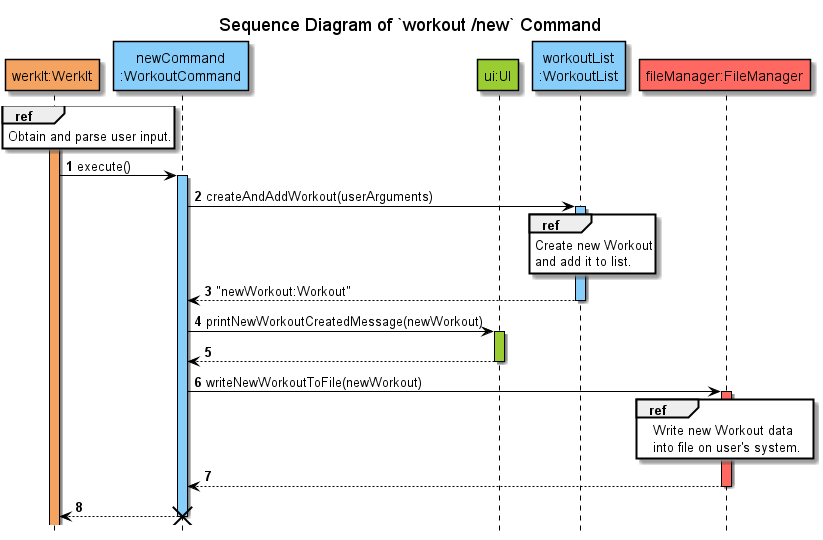 Sequence Diagram of `workout /new` Command
werkIt:WerkIt
newCommand
:WorkoutCommand
ui:UI
workoutList
:WorkoutList
fileManager:FileManager
ref
Obtain and parse user input.
1 execute()
2 createAndAddWorkout(userArguments)
ref
Create new Workout
and add it to list.
3 "newWorkout:Workout"
4 printNewWorkoutCreatedMessage(newWorkout)
5
6 writeNewWorkoutToFile(newWorkout)
ref
Write new Workout data
into file on user's system.
7
8